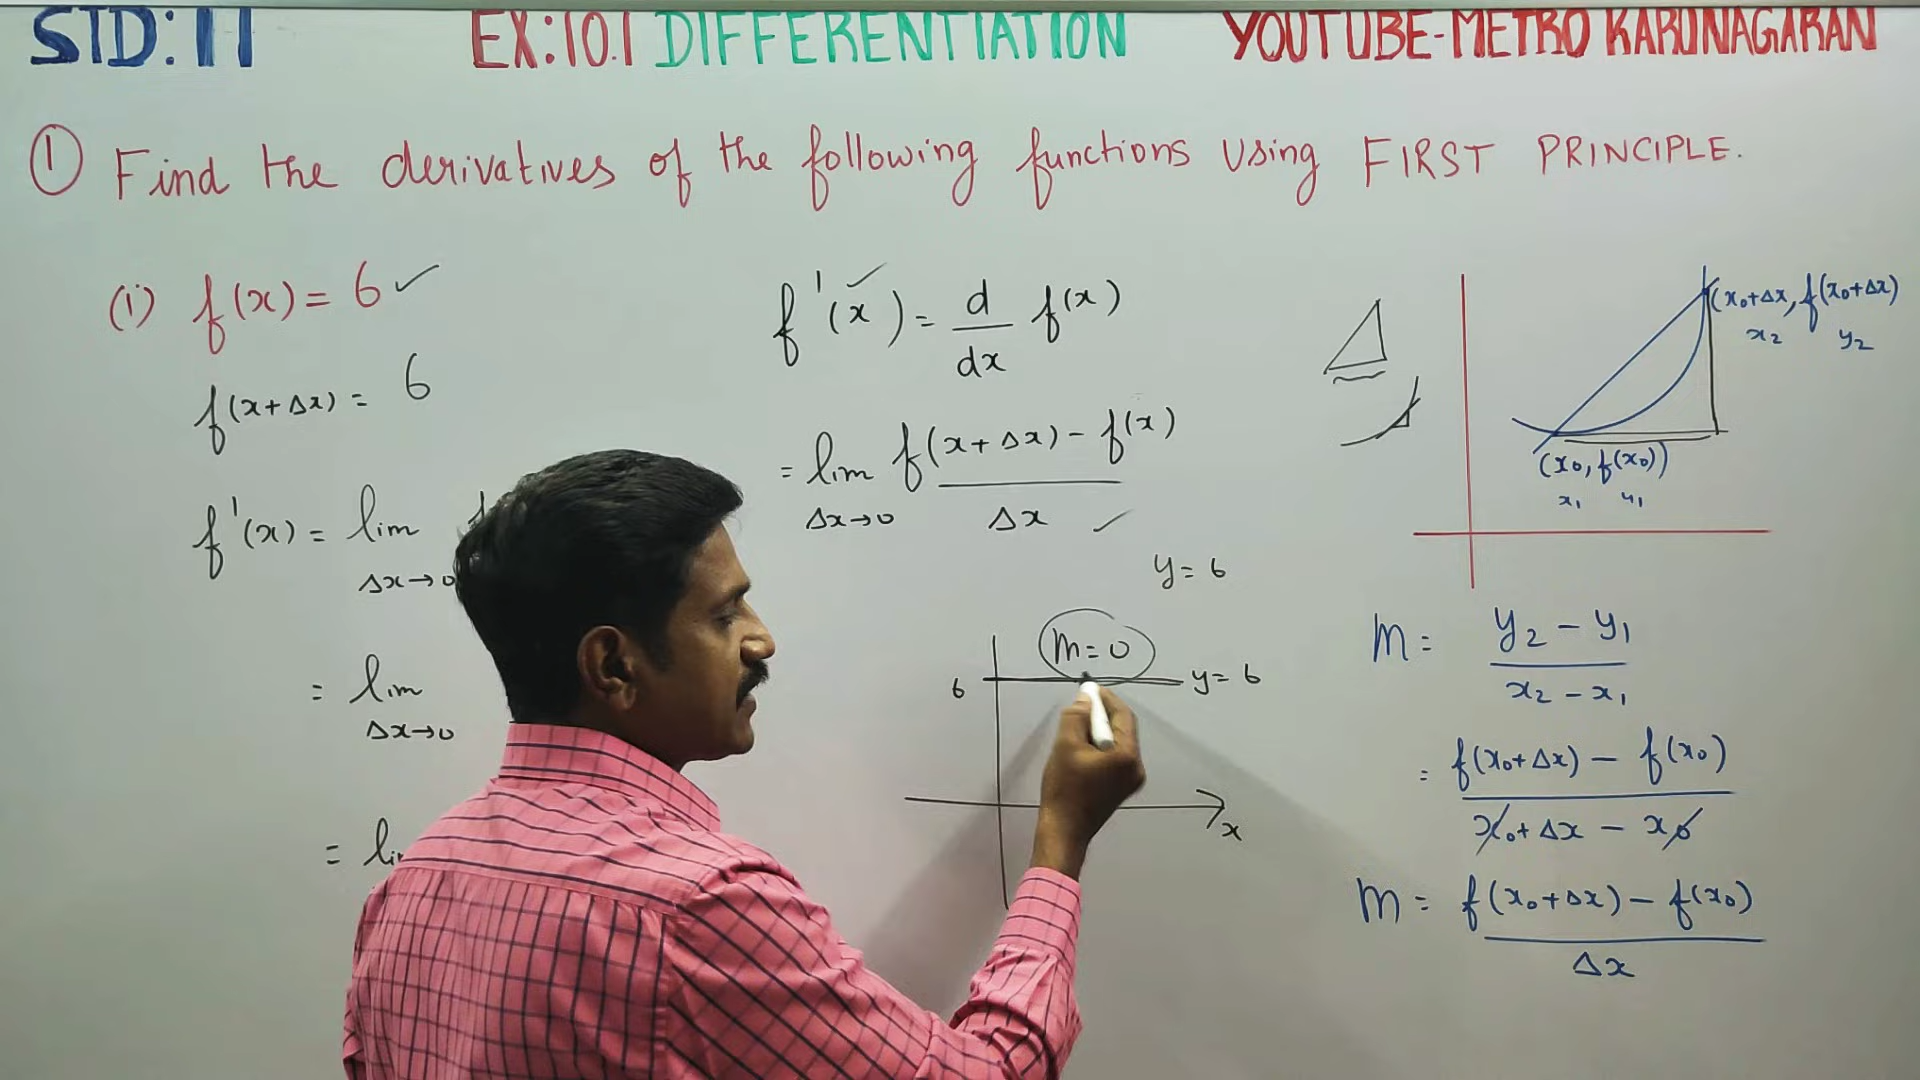 STD: 11 EX:10.1 DIFFERENTIATION YOUTUBE-METRO KARUNAGARAN
① Find the derivatives of the following functions using FIRST PRINCIPLE.
(i) f(x) = 6 ✓
f(x+Δx) = 6
f'(x) = lim
Δx→0
= lim
Δx→0
=
f'(x) = d/dx f(x)
= lim f(x+Δx) - f(x)
Δx→0 Δx ✓
y = 6
m = 0
6 y = 6
x
(x₀+Δx, f(x₀+Δx)
x₂ y₂
(x₀, f(x₀))
x₁ y₁
m = y₂ - y₁
x₂ - x₁
= f(x₀+Δx) - f(x₀)
x₀+Δx - x₀
m = f(x₀+Δx) - f(x₀)
Δx